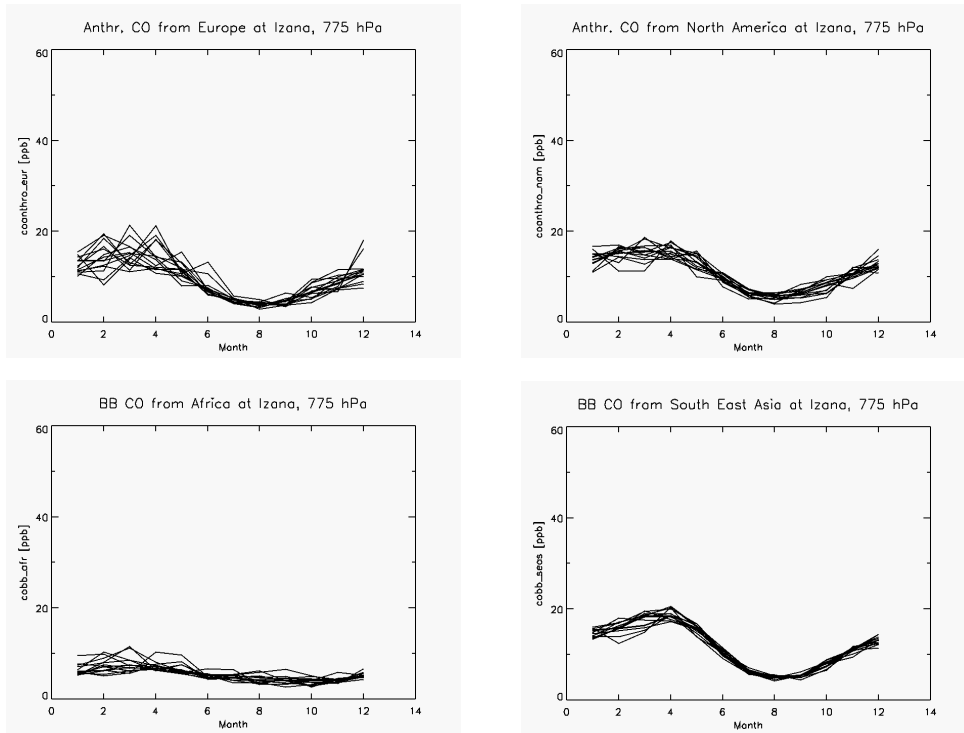 Anthr. CO from Europe at Izana, 775 hPa
60
40
20
0
coanthro_eur [ppb]
0 2 4 6 8 10 12 14
Month
Anthr. CO from North America at Izana, 775 hPa
60
40
20
0
coanthro_nam [ppb]
0 2 4 6 8 10 12 14
Month
BB CO from Africa at Izana, 775 hPa
60
40
20
0
cobb_afr [ppb]
0 2 4 6 8 10 12 14
Month
BB CO from South East Asia at Izana, 775 hPa
60
40
20
0
cobb_seas [ppb]
0 2 4 6 8 10 12 14
Month